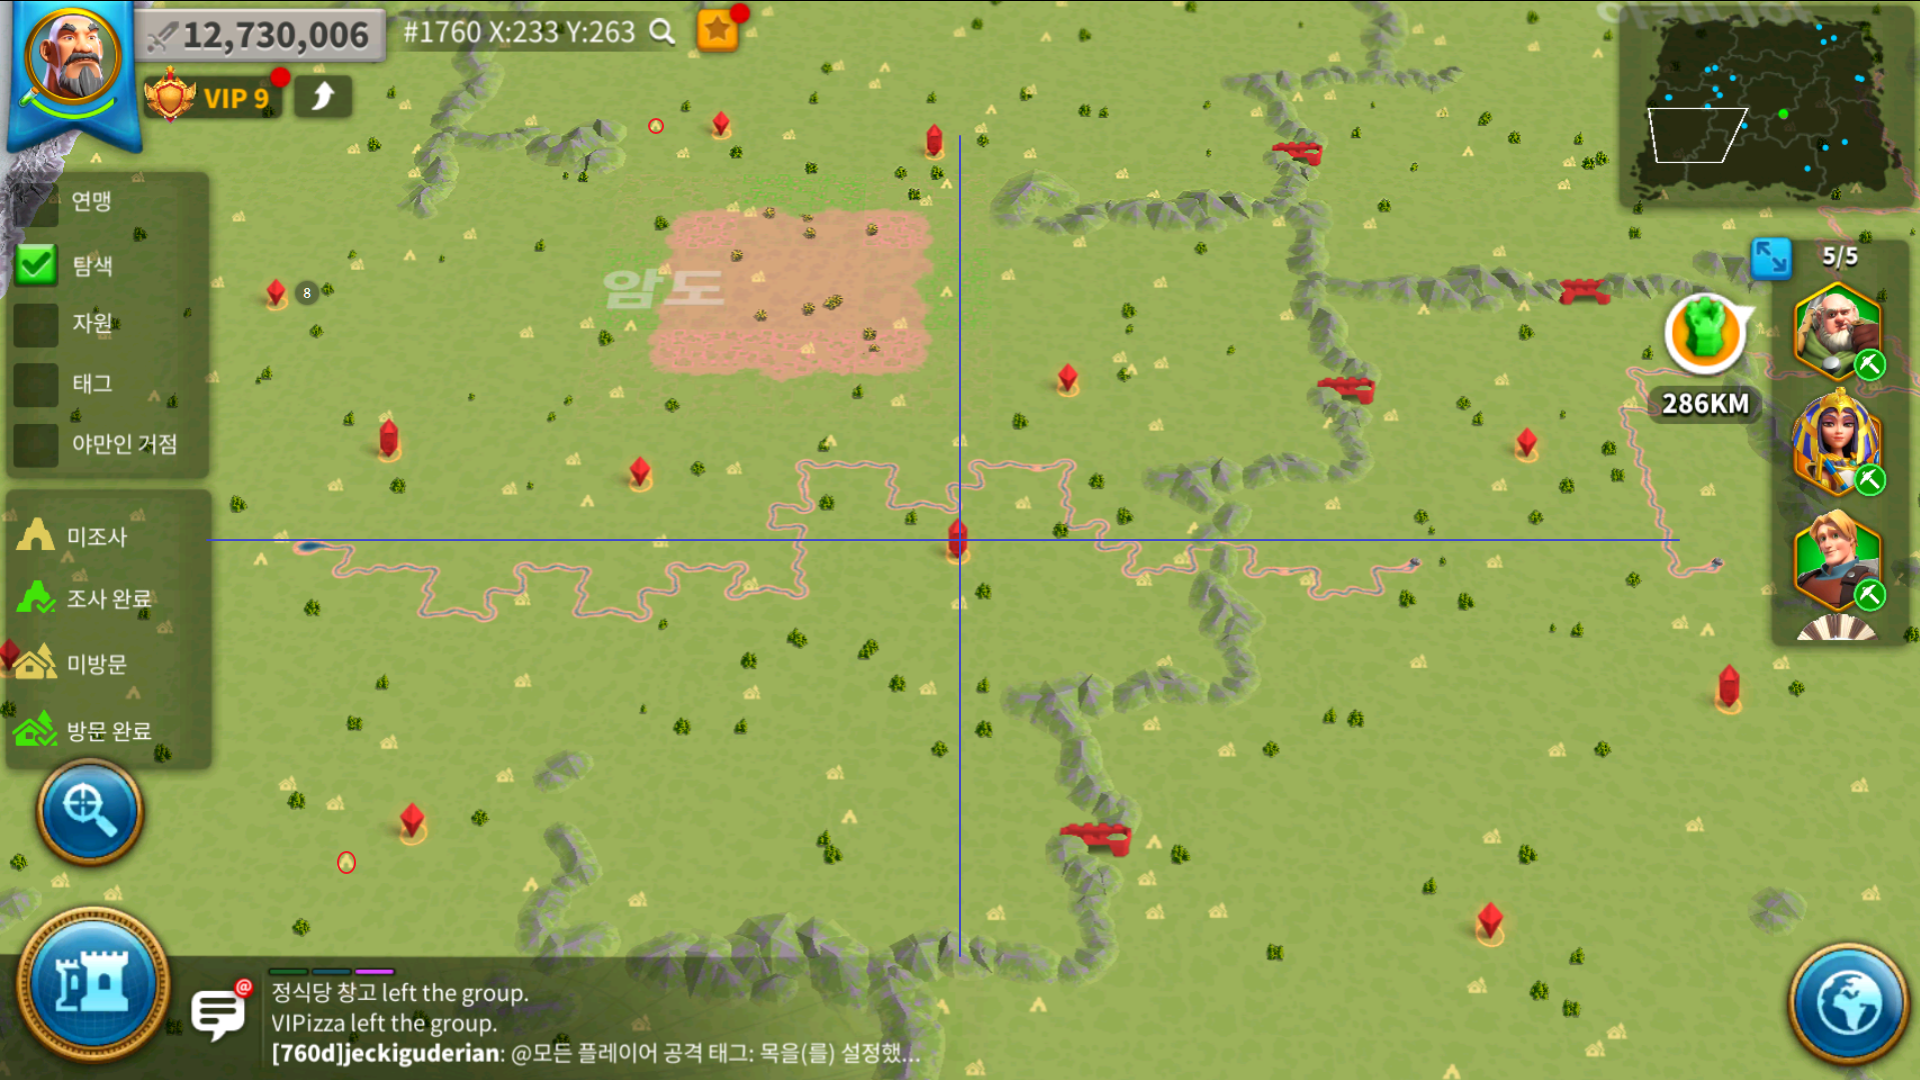 12,730,006
#1760 X:233 Y:263
VIP 9
연맹
탐색
자원
태그
야만인 거점
미조사
조사 완료
미방문
방문 완료
8
암도
5/5
286KM
@
정식당 창고 left the group.
VIPizza left the group.
[760d]jeckiguderian: @모든 플레이어 공격 태그: 목을(를) 설정했...